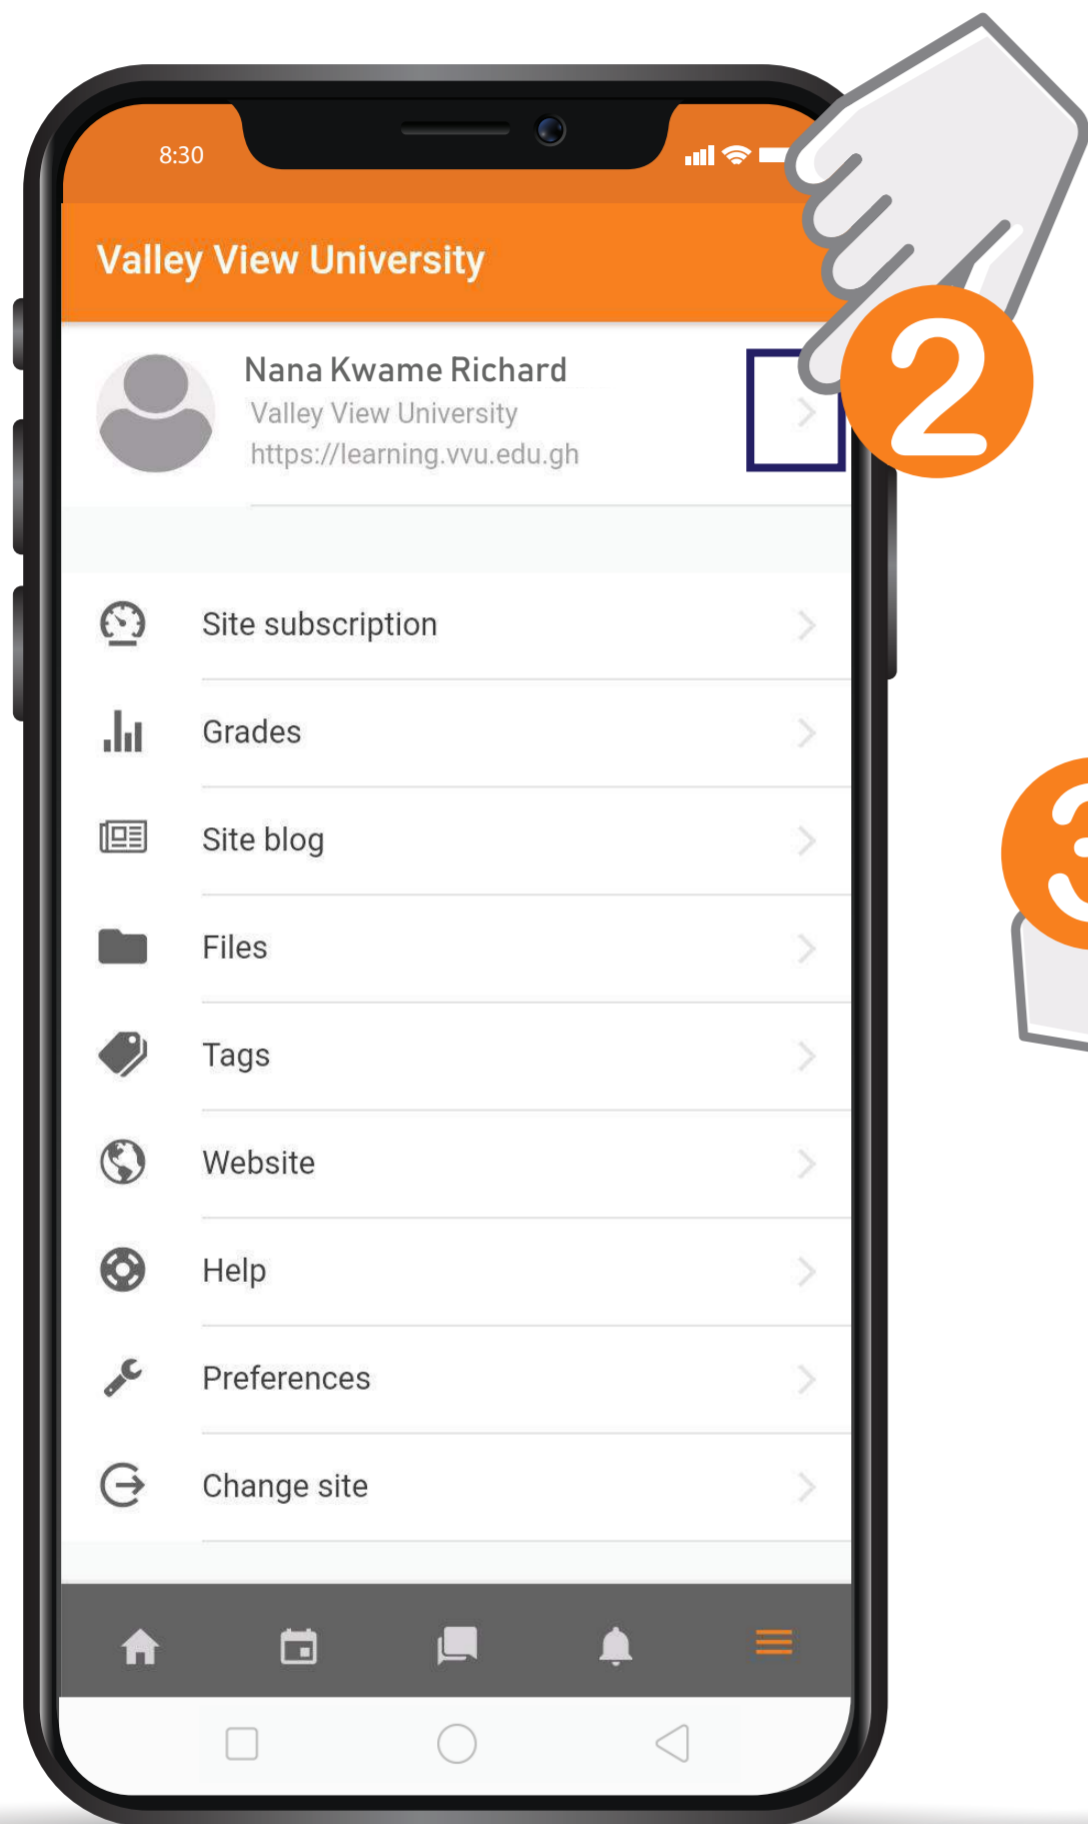 8:30
Valley View University
Nana Kwame Richard
Valley View University
https://learning.vvu.edu.gh
2
Site subscription
Grades
3
Site blog
Files
Tags
Website
Help
Preferences
Change site